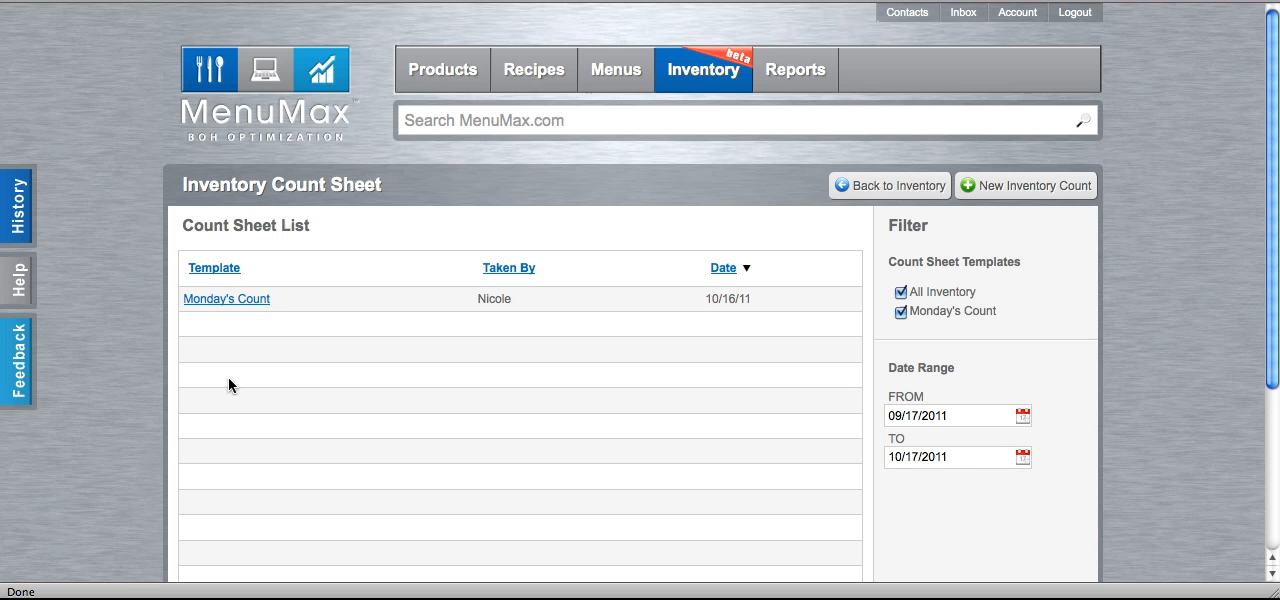 Contacts Inbox Account Logout
Products Recipes Menus Inventory beta Reports
MenuMax™
BOH OPTIMIZATION
Search MenuMax.com
History
Help
Feedback
Inventory Count Sheet
Back to Inventory New Inventory Count
Count Sheet List
Template Taken By Date ▼
Monday's Count Nicole 10/16/11
Filter
Count Sheet Templates
All Inventory
Monday's Count
Date Range
FROM
09/17/2011
TO
10/17/2011
Done